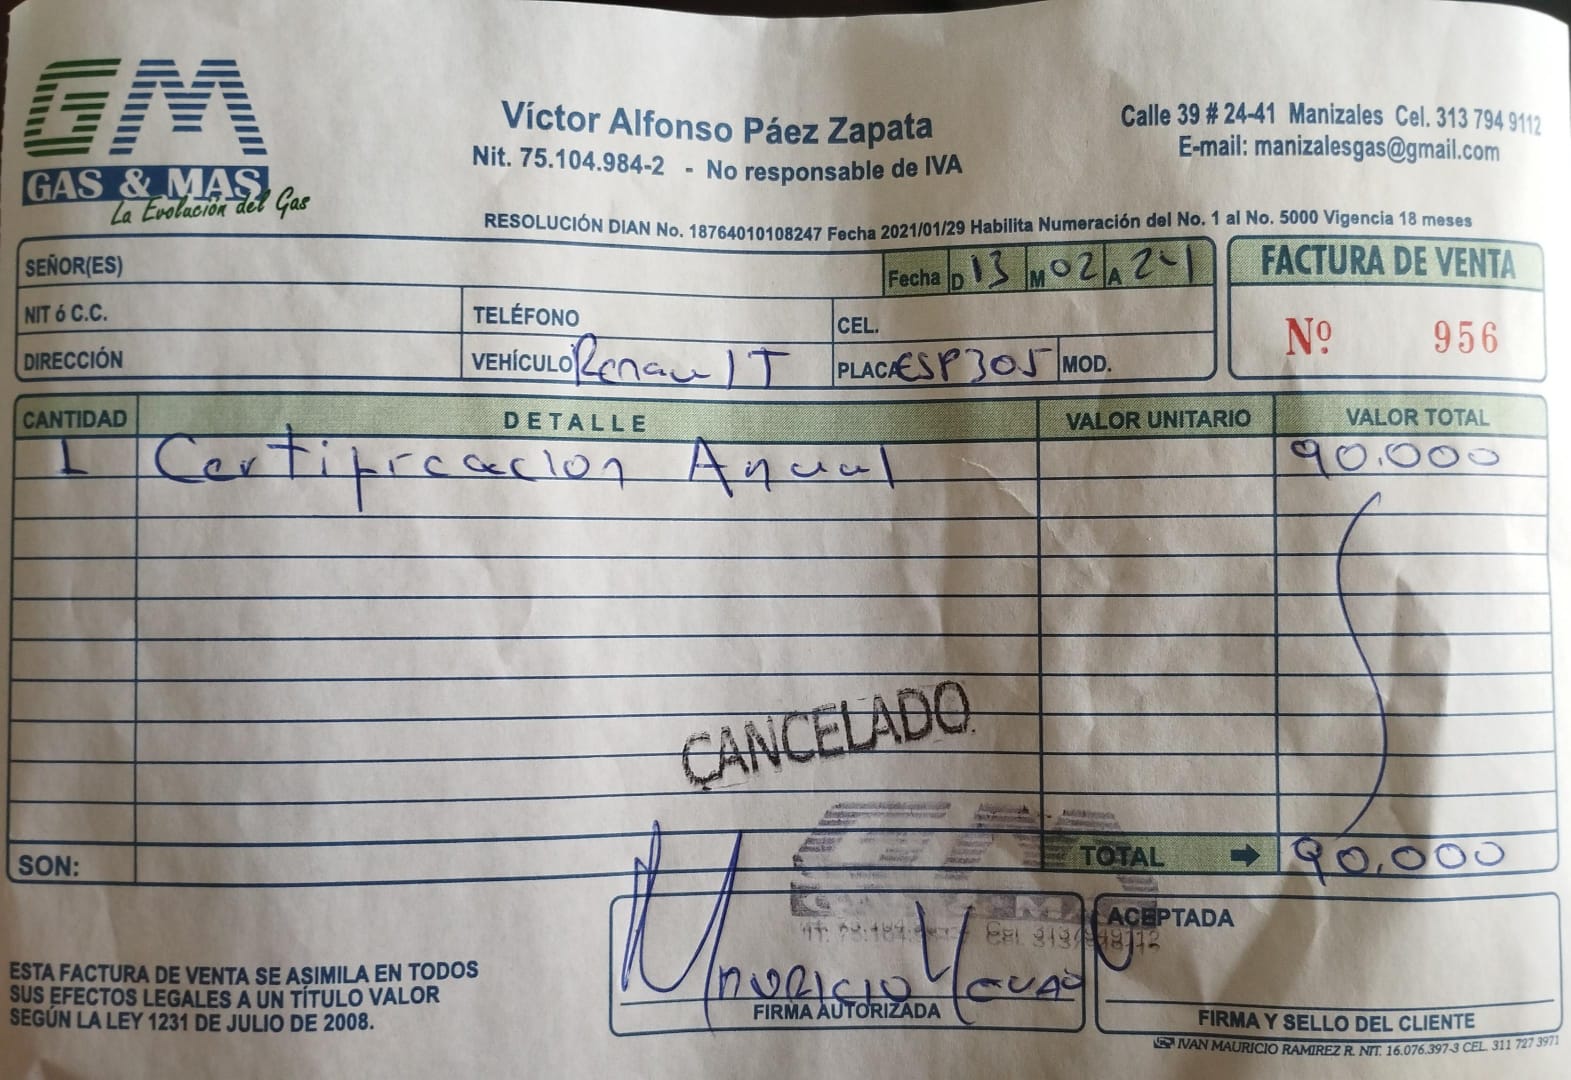 GM
GAS & MAS
La Evolución del Gas
Víctor Alfonso Páez Zapata
Nit. 75.104.984-2 - No responsable de IVA
Calle 39 # 24-41 Manizales Cel. 313 794 9112
E-mail: manizalesgas@gmail.com
RESOLUCIÓN DIAN No. 18764010108247 Fecha 2021/01/29 Habilita Numeración del No. 1 al No. 5000 Vigencia 18 meses
SEÑOR(ES) Fecha D 13 M 02 A 21
FACTURA DE VENTA
Nº 956
NIT ó C.C. TELÉFONO CEL.
DIRECCIÓN VEHÍCULO Renault PLACA ESP305 MOD.
CANTIDAD DETALLE VALOR UNITARIO VALOR TOTAL
1 Certificacion Anual 90.000
CANCELADO
SON: TOTAL 90.000
GM
ACEPTADA
Mauricio
FIRMA AUTORIZADA
FIRMA Y SELLO DEL CLIENTE
ESTA FACTURA DE VENTA SE ASIMILA EN TODOS
SUS EFECTOS LEGALES A UN TÍTULO VALOR
SEGÚN LA LEY 1231 DE JULIO DE 2008.
IVAN MAURICIO RAMIREZ R. NIT. 16.076.397-3 CEL. 311 727 3971